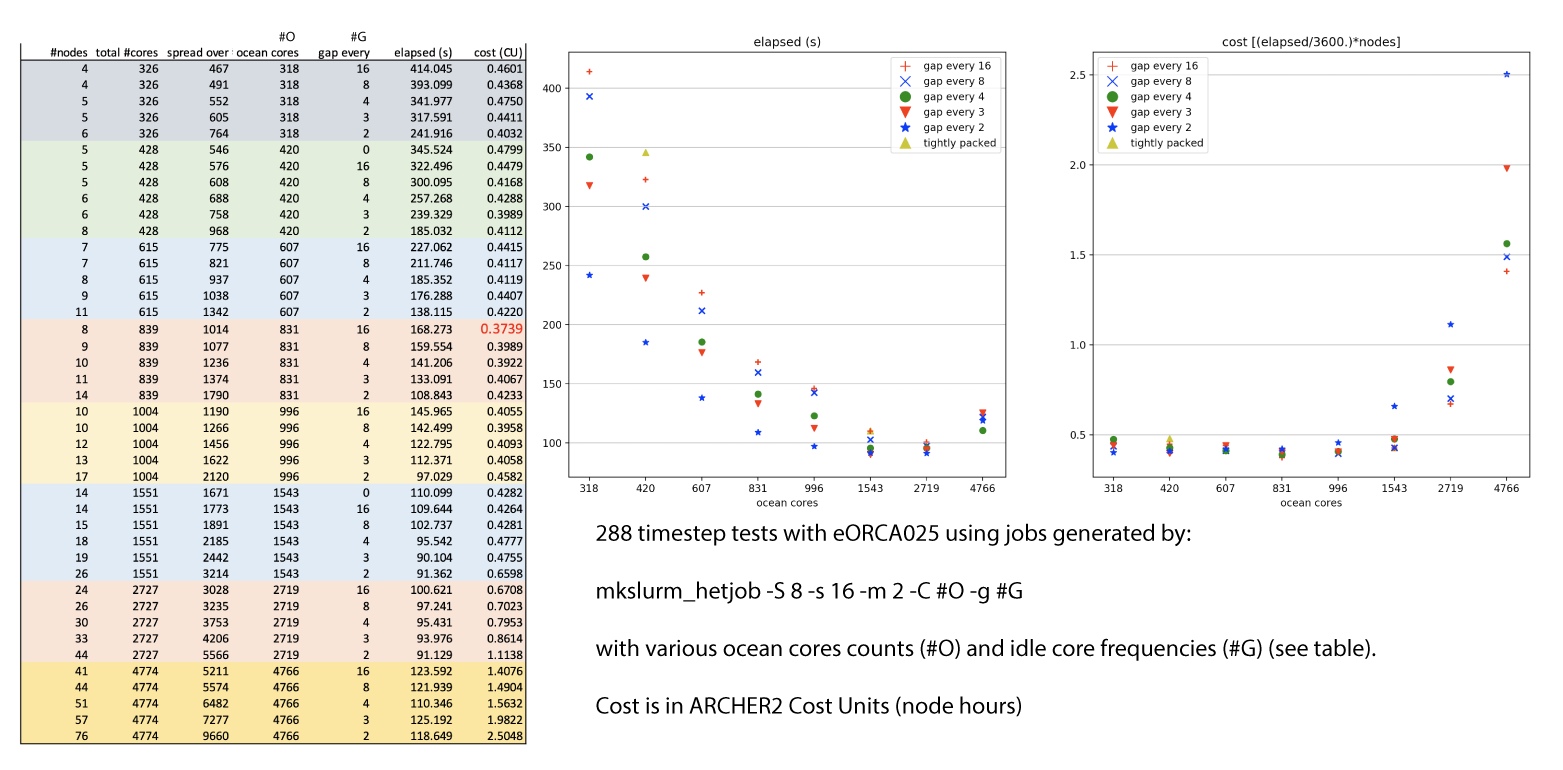 #O #G
#nodes total #cores spread over ocean cores gap every elapsed (s) cost (CU)
4 326 467 318 16 414.045 0.4601
4 326 491 318 8 393.099 0.4368
5 326 552 318 4 341.977 0.4750
5 326 605 318 3 317.591 0.4411
6 326 764 318 2 241.916 0.4032
5 428 546 420 0 345.524 0.4799
5 428 576 420 16 322.496 0.4479
5 428 608 420 8 300.095 0.4168
6 428 688 420 4 257.268 0.4288
6 428 758 420 3 239.329 0.3989
8 428 968 420 2 185.032 0.4112
7 615 775 607 16 227.062 0.4415
7 615 821 607 8 211.746 0.4117
8 615 937 607 4 185.352 0.4119
9 615 1038 607 3 176.288 0.4407
11 615 1342 607 2 138.115 0.4220
8 839 1014 831 16 168.273 0.3739
9 839 1077 831 8 159.554 0.3989
10 839 1236 831 4 141.206 0.3922
11 839 1374 831 3 133.091 0.4067
14 839 1790 831 2 108.843 0.4233
10 1004 1190 996 16 145.965 0.4055
10 1004 1266 996 8 142.499 0.3958
12 1004 1456 996 4 122.795 0.4093
13 1004 1622 996 3 112.371 0.4058
17 1004 2120 996 2 97.029 0.4582
14 1551 1671 1543 0 110.099 0.4282
14 1551 1773 1543 16 109.644 0.4264
15 1551 1891 1543 8 102.737 0.4281
18 1551 2185 1543 4 95.542 0.4777
19 1551 2442 1543 3 90.104 0.4755
26 1551 3214 1543 2 91.362 0.6598
24 2727 3028 2719 16 100.621 0.6708
26 2727 3235 2719 8 97.241 0.7023
30 2727 3753 2719 4 95.431 0.7953
33 2727 4206 2719 3 93.976 0.8614
44 2727 5566 2719 2 91.129 1.1138
41 4774 5211 4766 16 123.592 1.4076
44 4774 5574 4766 8 121.939 1.4904
51 4774 6482 4766 4 110.346 1.5632
57 4774 7277 4766 3 125.192 1.9822
76 4774 9660 4766 2 118.649 2.5048
elapsed (s)
gap every 16
gap every 8
gap every 4
gap every 3
gap every 2
tightly packed
400
350
300
250
200
150
100
318 420 607 831 996 1543 2719 4766
ocean cores
cost [(elapsed/3600.)*nodes]
gap every 16
gap every 8
gap every 4
gap every 3
gap every 2
tightly packed
2.5
2.0
1.5
1.0
0.5
318 420 607 831 996 1543 2719 4766
ocean cores
288 timestep tests with eORCA025 using jobs generated by:
mkslurm_hetjob -S 8 -s 16 -m 2 -C #O -g #G
with various ocean cores counts (#O) and idle core frequencies (#G) (see table).
Cost is in ARCHER2 Cost Units (node hours)